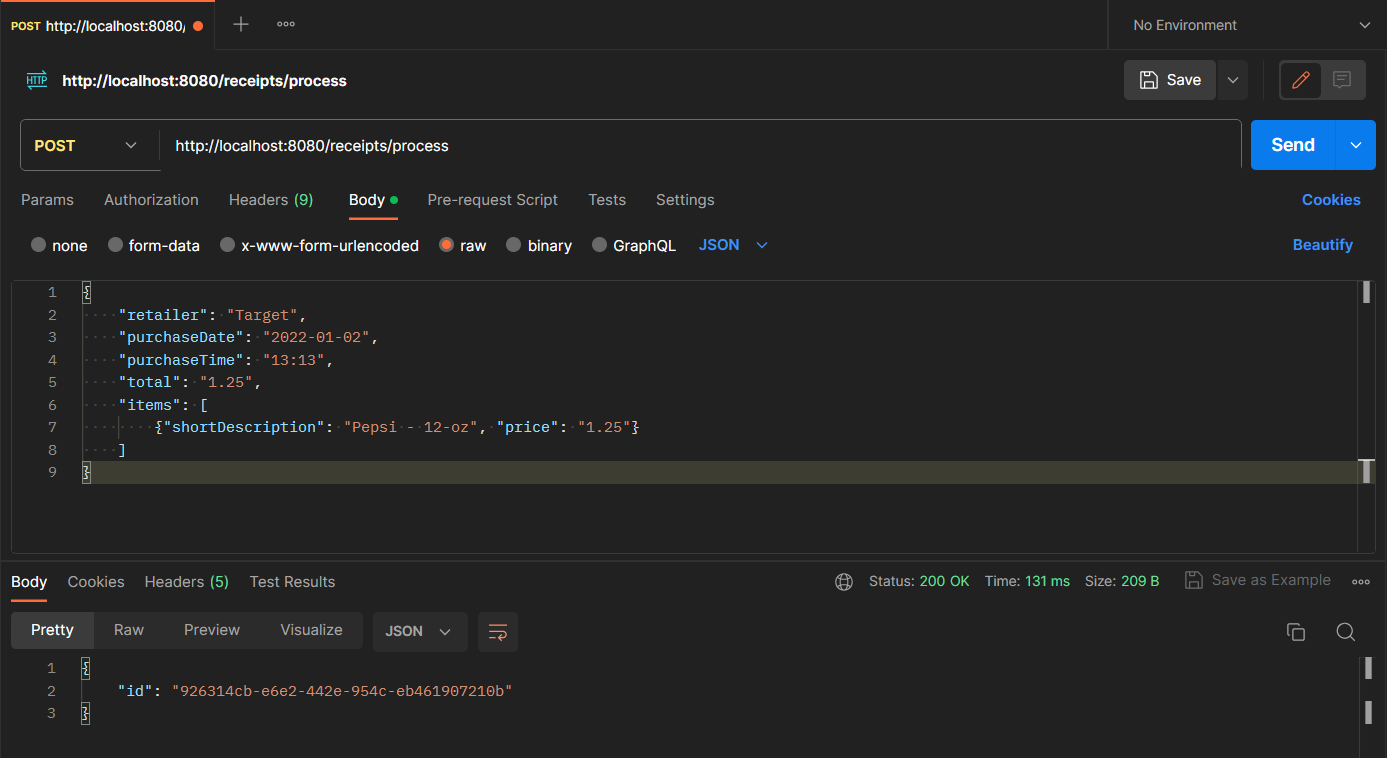 POST http://localhost:8080/
No Environment
HTTP http://localhost:8080/receipts/process
Save
POST http://localhost:8080/receipts/process
Send
Params Authorization Headers (9) Body Pre-request Script Tests Settings Cookies
none form-data x-www-form-urlencoded raw binary GraphQL JSON Beautify
1 {
2 "retailer": "Target",
3 "purchaseDate": "2022-01-02",
4 "purchaseTime": "13:13",
5 "total": "1.25",
6 "items": [
7 {"shortDescription": "Pepsi - 12-oz", "price": "1.25"}
8 ]
9 }
Body Cookies Headers (5) Test Results Status: 200 OK Time: 131 ms Size: 209 B Save as Example
Pretty Raw Preview Visualize JSON
1 {
2 "id": "926314cb-e6e2-442e-954c-eb461907210b"
3 }